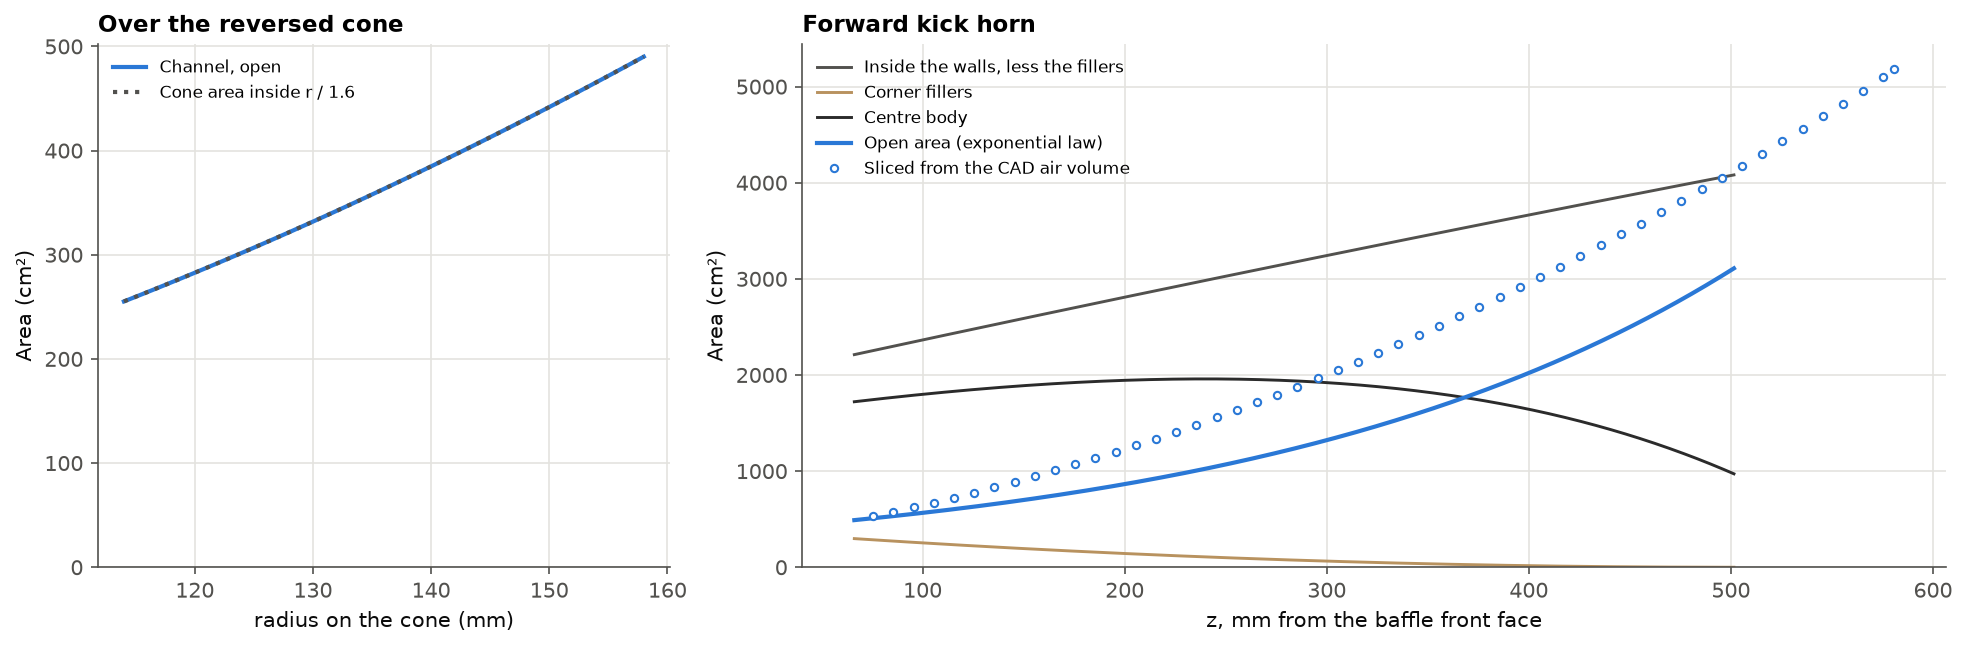 Over the reversed cone
Channel, open
Cone area inside r / 1.6
Area (cm²)
500
400
300
200
100
0
120
130
140
150
160
radius on the cone (mm)
Forward kick horn
Inside the walls, less the fillers
Corner fillers
Centre body
Open area (exponential law)
Sliced from the CAD air volume
Area (cm²)
5000
4000
3000
2000
1000
0
100
200
300
400
500
600
z, mm from the baffle front face